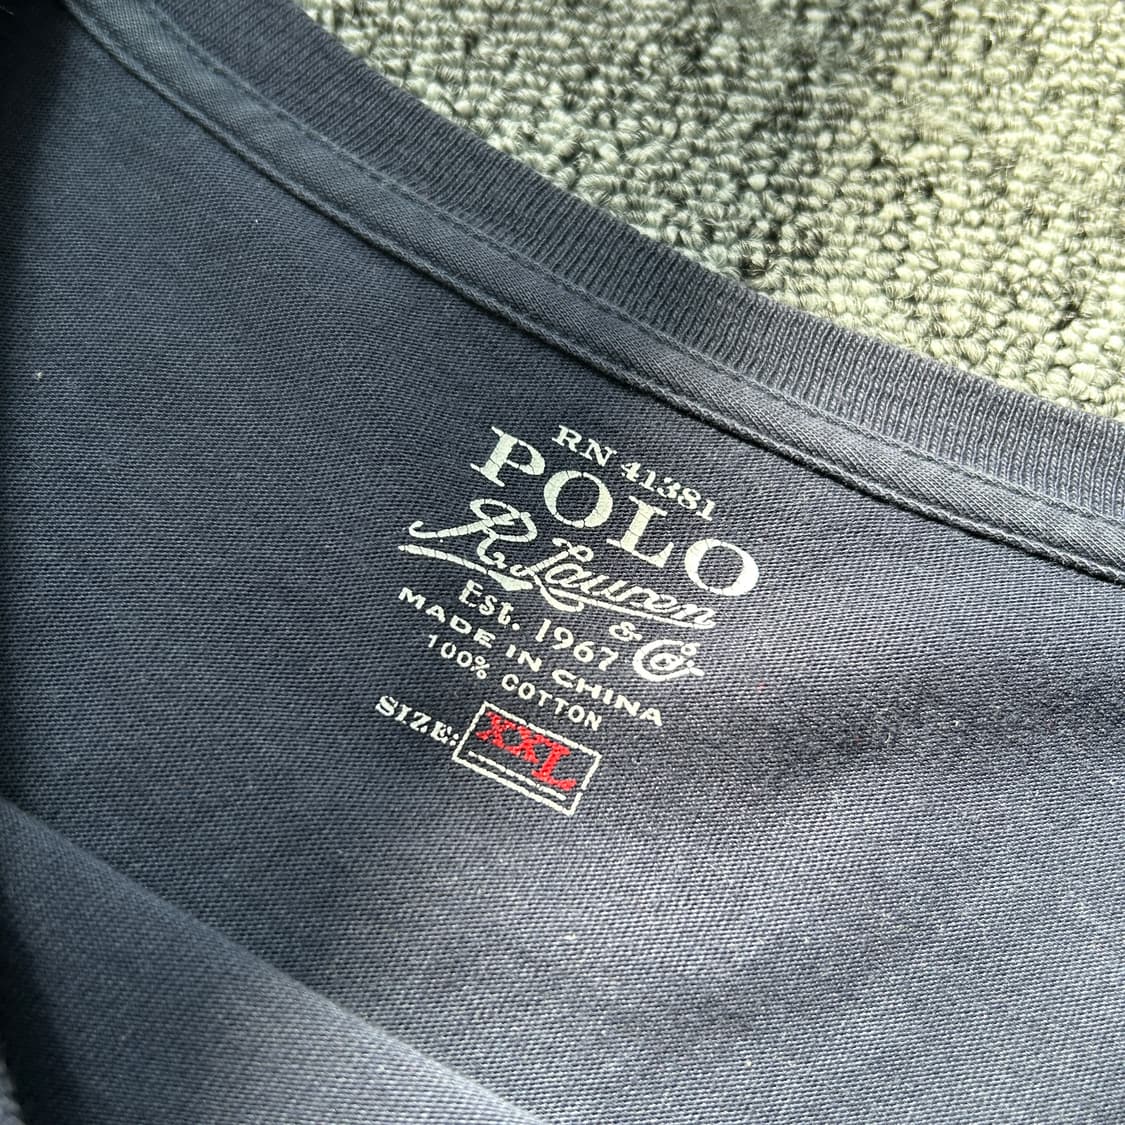 RN 41381
POLO
R. Lauren
& Co.
Est. 1967
MADE IN CHINA
100% COTTON
SIZE: XXL